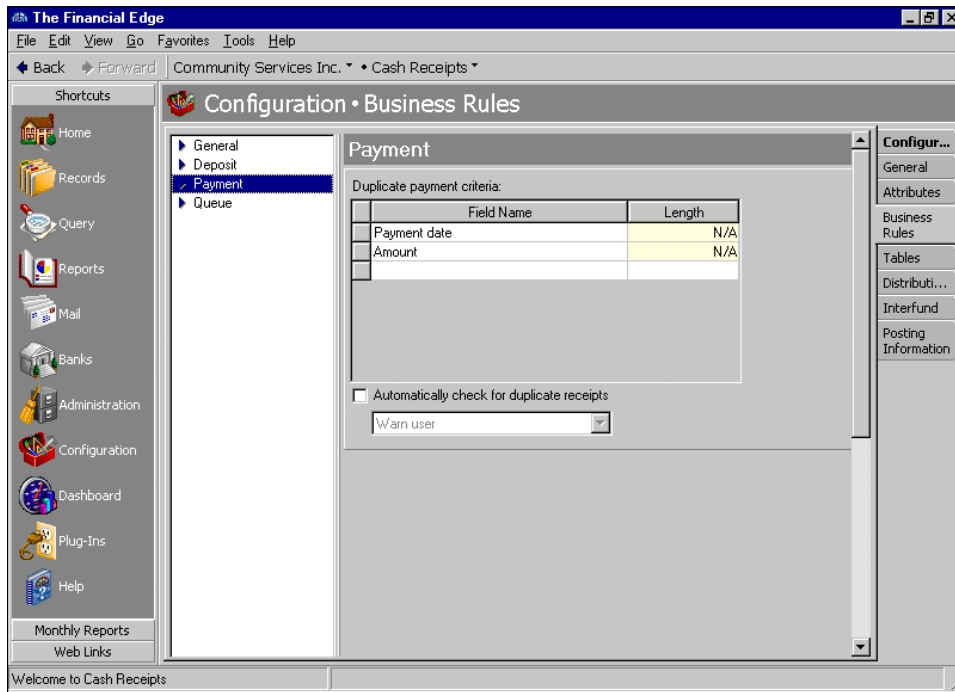 The Financial Edge
File Edit View Go Favorites Tools Help
Back Forward Community Services Inc. • Cash Receipts
Shortcuts
Home
Records
Query
Reports
Mail
Banks
Administration
Configuration
Dashboard
Plug-Ins
Help
Monthly Reports
Web Links
Configuration • Business Rules
General
Deposit
Payment
Queue
Payment
Duplicate payment criteria:
Field Name Length
Payment date N/A
Amount N/A
Automatically check for duplicate receipts
Warn user
Configur...
General
Attributes
Business
Rules
Tables
Distributi...
Interfund
Posting
Information
Welcome to Cash Receipts